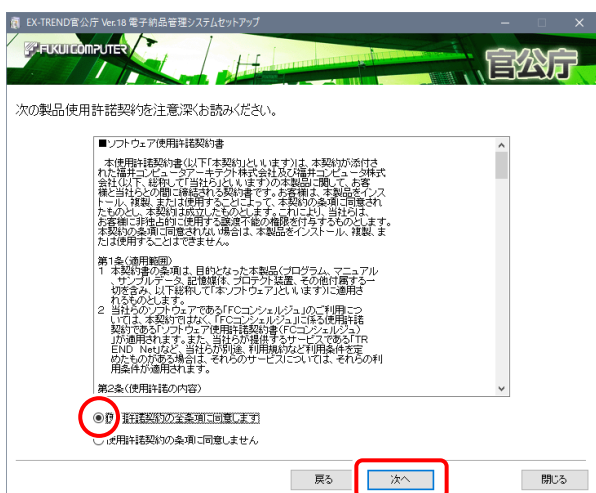 EX-TREND官公庁 Ver.18 電子納品管理システムセットアップ
FUKUI COMPUTER
官公庁
次の製品使用許諾契約を注意深くお読みください。
■ソフトウェア使用許諾契約書
本使用許諾契約書(以下「本契約」といいます)は、本契約が添付さ
れた福井コンピュータアーキテクト株式会社及び福井コンピュータ株式
会社(以下、総称して「当社ら」といいます)の本製品に関して、お客
様と当社らとの間に締結される契約書です。お客様は、本製品をインス
トール、複製、または使用することによって、本契約の条項に同意され
たものとし、本契約は成立したものとします。これにより、当社らは、
お客様に非独占的に使用する譲渡不能の権限を付与するものとします。
本契約の条項に同意されない場合は、本製品をインストール、複製、ま
たは使用することはできません。
第1条(適用範囲)
1 本契約書の条項は、目的となった本製品(プログラム、マニュアル
、サンプルデータ、記憶媒体、プロテクト装置、その他付属する一
切を含み、以下総称して「本ソフトウェア」といいます)に適用さ
れるものとします。
2 当社らのソフトウェアである「FCコンシェルジュ」のご利用につ
いては、本契約ではなく、「FCコンシェルジュ」に係る使用許諾
契約である「ソフトウェア使用許諾契約書(FCコンシェルジュ)
」が適用されます。また、当社らが提供するサービスである「TR
END Net」など、当社らが別途、利用規約など利用条件を定
めたものがある場合は、それらのサービスについては、それらの利
用条件が適用されます。
第2条(使用許諾の内容)
許諾契約の全条項に同意します
使用許諾契約の条項に同意しません
戻る
次へ
閉じる